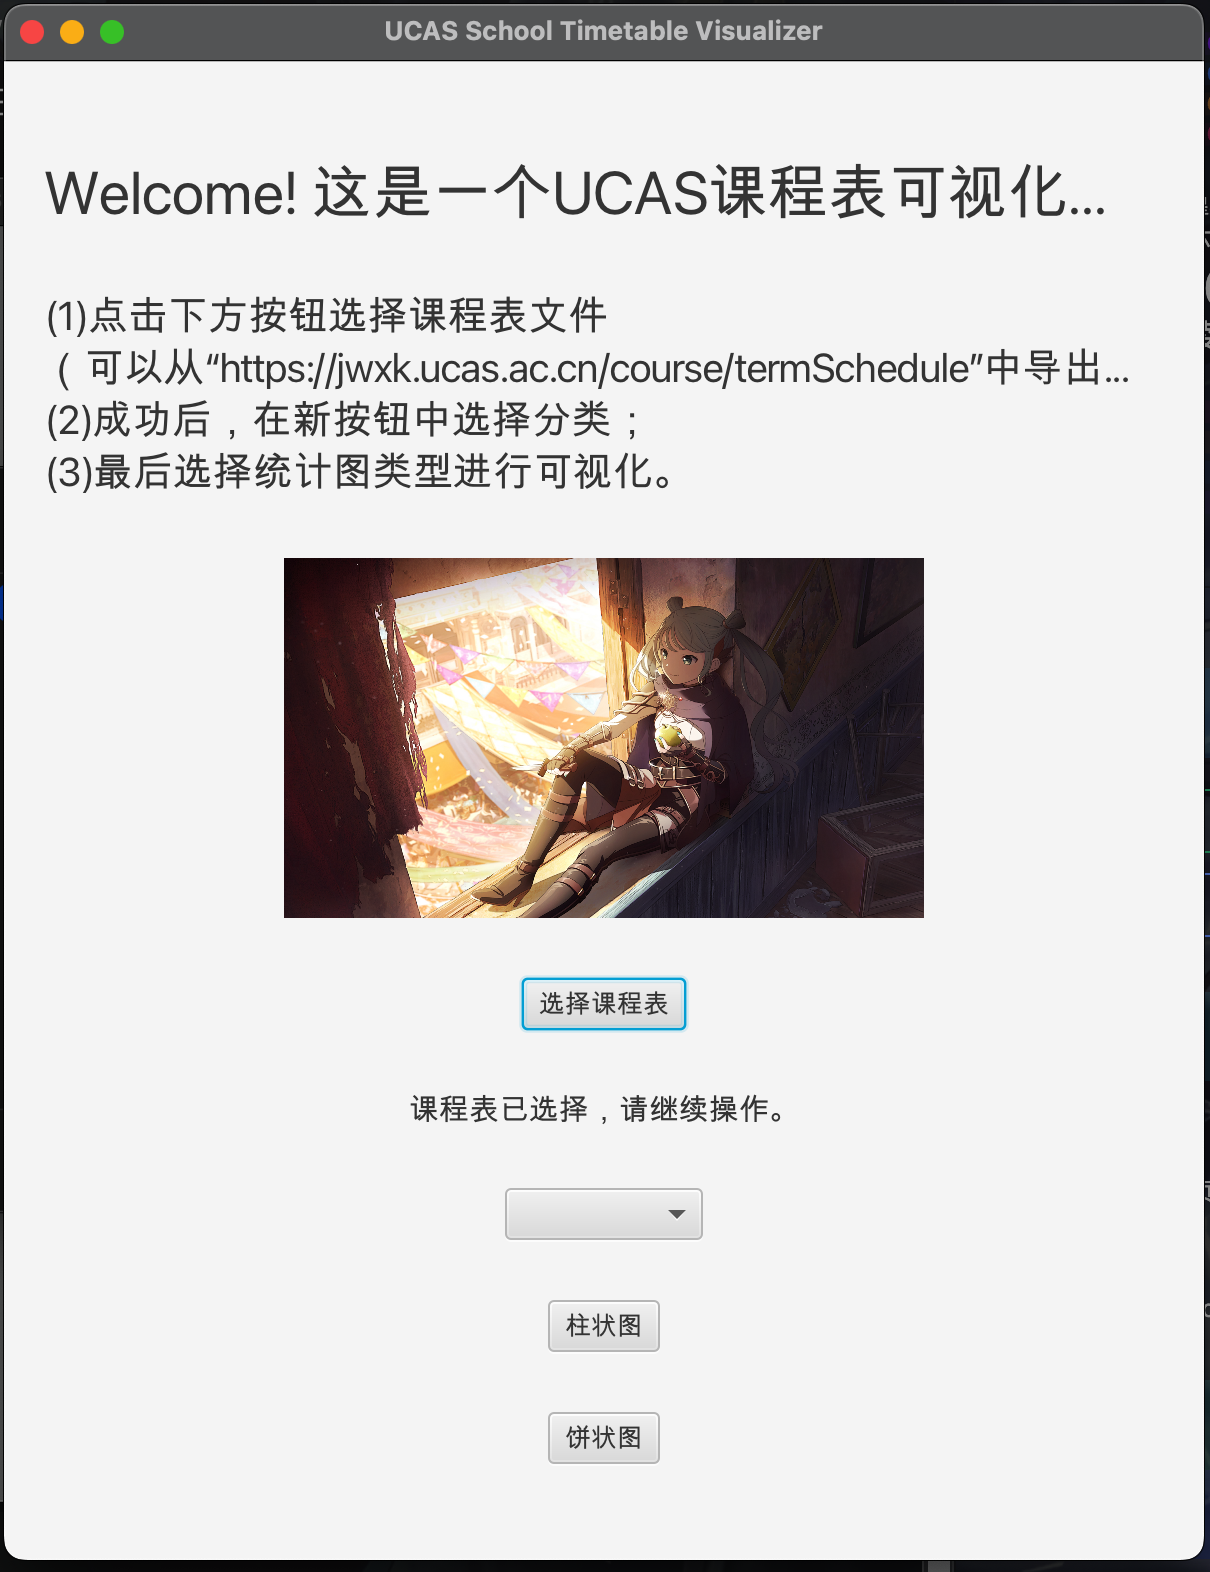 UCAS School Timetable Visualizer
Welcome! 这是一个UCAS课程表可视化...
(1)点击下方按钮选择课程表文件
（ 可以从“https://jwxk.ucas.ac.cn/course/termSchedule”中导出...
(2)成功后，在新按钮中选择分类；
(3)最后选择统计图类型进行可视化。
选择课程表
课程表已选择，请继续操作。
柱状图
饼状图